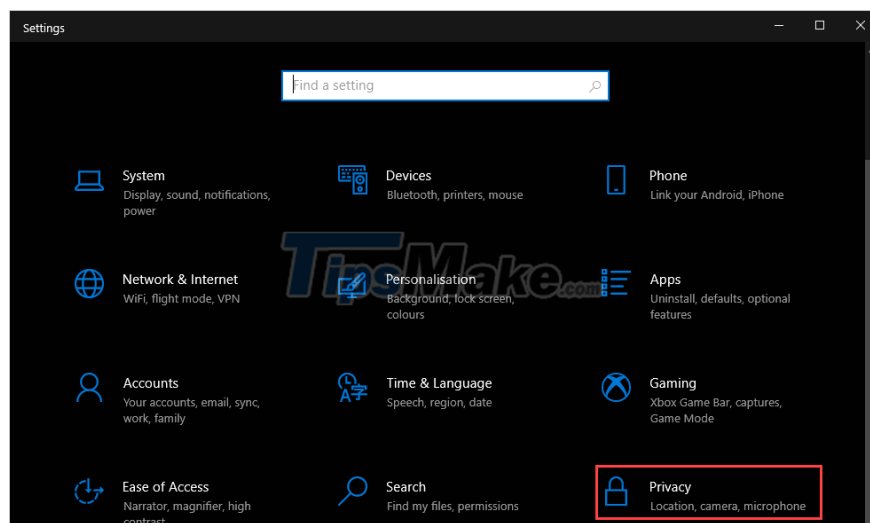 Settings
Find a setting
System
Display, sound, notifications,
power
Devices
Bluetooth, printers, mouse
Phone
Link your Android, iPhone
TipsMake.com
Network & Internet
WiFi, flight mode, VPN
Personalisation
Background, lock screen,
colours
Apps
Uninstall, defaults, optional
features
Accounts
Your accounts, email, sync,
work, family
Time & Language
Speech, region, date
Gaming
Xbox Game Bar, captures,
Game Mode
Ease of Access
Narrator, magnifier, high
contrast
Search
Find my files, permissions
Privacy
Location, camera, microphone